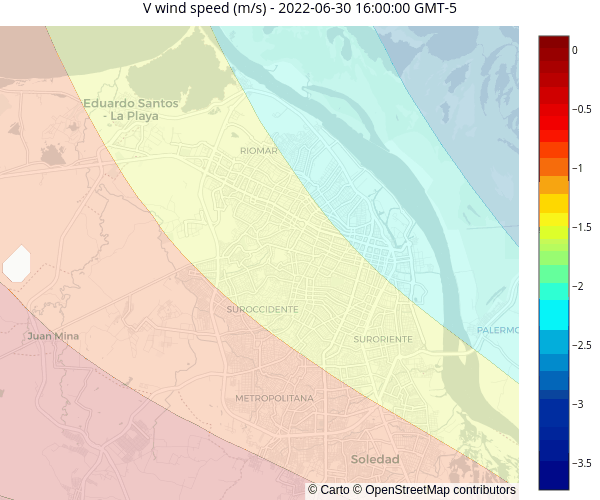 V wind speed (m/s) - 2022-06-30 16:00:00 GMT-5
0
−0.5
−1
−1.5
−2
−2.5
−3
−3.5
Eduardo Santos
- La Playa
RIOMAR
SUROCCIDENTE
Juan Mina
SURORIENTE
PALERMO
METROPOLITANA
Soledad
© Carto © OpenStreetMap contributors